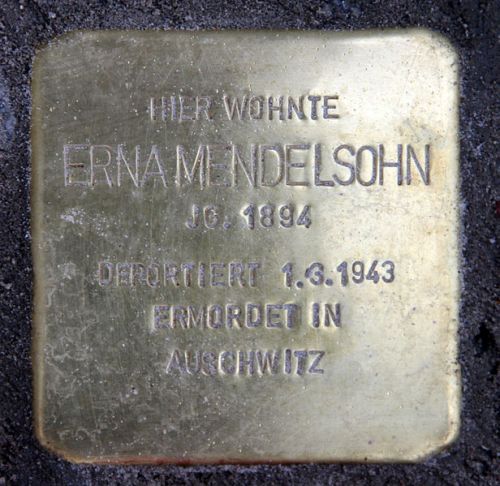 HIER WOHNTE
ERNA MENDELSOHN
JG. 1894
DEPORTIERT 1.3.1943
ERMORDET IN
AUSCHWITZ